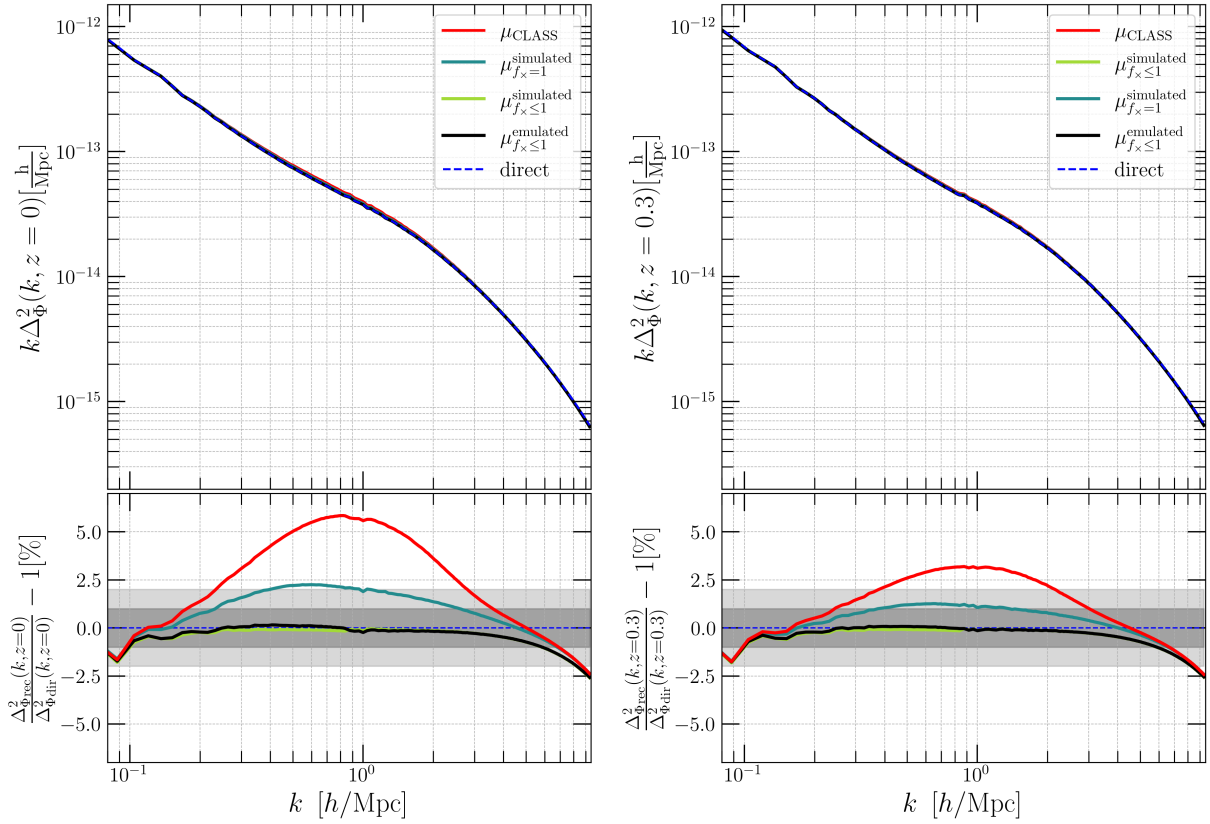 10⁻¹²
10⁻¹³
10⁻¹⁴
10⁻¹⁵
kΔ²_Φ(k, z = 0)[h/Mpc]
μ_CLASS
μ^simulated_{f×=1}
μ^simulated_{f×≤1}
μ^emulated_{f×≤1}
direct
5.0
2.5
0.0
−2.5
−5.0
Δ²_Φrec(k,z=0)/Δ²_Φdir(k,z=0) − 1[%]
10⁻¹
10⁰
k [h/Mpc]
10⁻¹²
10⁻¹³
10⁻¹⁴
10⁻¹⁵
kΔ²_Φ(k, z = 0.3)[h/Mpc]
μ_CLASS
μ^simulated_{f×≤1}
μ^simulated_{f×=1}
μ^emulated_{f×≤1}
direct
5.0
2.5
0.0
−2.5
−5.0
Δ²_Φrec(k,z=0.3)/Δ²_Φdir(k,z=0.3) − 1[%]
10⁻¹
10⁰
k [h/Mpc]